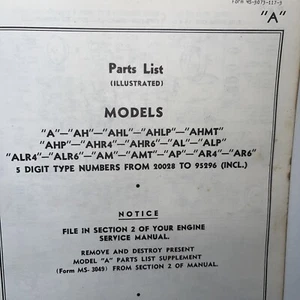 "A"
Parts List
(ILLUSTRATED)
MODELS
"A"—"AH"—"AHL"—"AHLP"—"AHMT"
"AHP"—"AHR4"—"AHR6"—"AL"—"ALP"
"ALR4"—"ALR6"—"AM"—"AMT"—"AP"—"AR4"—"AR6"
5 DIGIT TYPE NUMBERS FROM 20028 TO 95296 (INCL.)
NOTICE
FILE IN SECTION 2 OF YOUR ENGINE
SERVICE MANUAL.
REMOVE AND DESTROY PRESENT
MODEL "A" PARTS LIST SUPPLEMENT
(Form MS-3049) FROM SECTION 2 OF MANUAL.